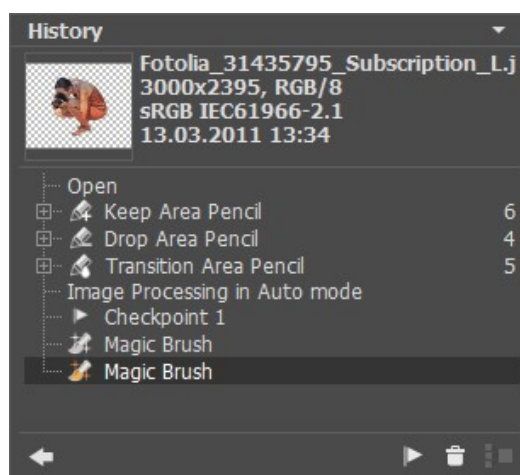 History
Fotolia_31435795_Subscription_L.j
3000x2395, RGB/8
sRGB IEC61966-2.1
13.03.2011 13:34
Open
Keep Area Pencil 6
Drop Area Pencil 4
Transition Area Pencil 5
Image Processing in Auto mode
Checkpoint 1
Magic Brush
Magic Brush